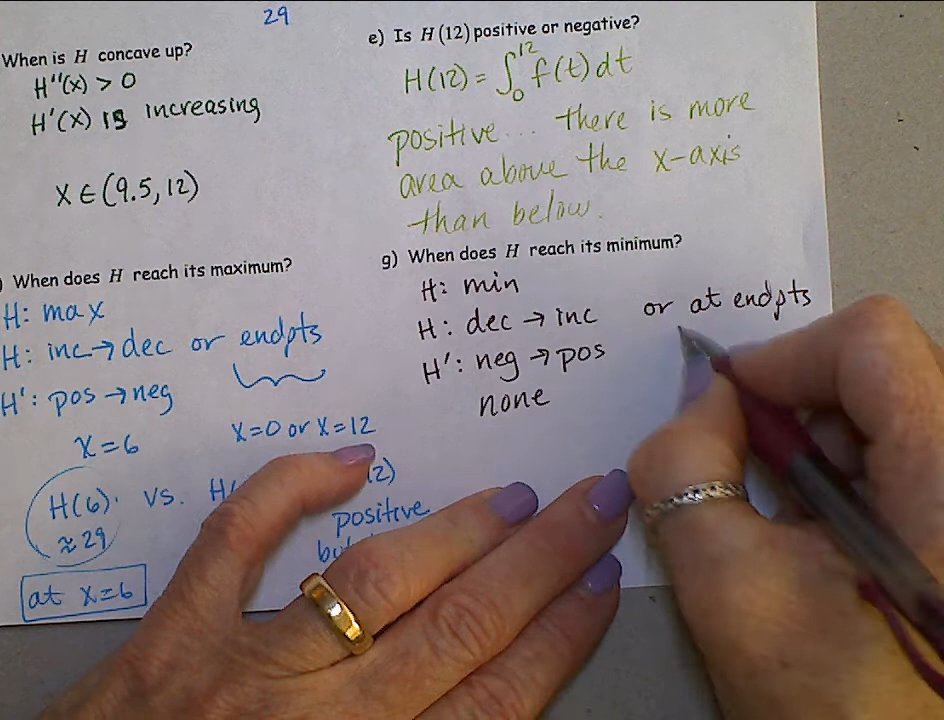 29
When is H concave up?
H''(x) > 0
H'(x) is increasing
x ∈ (9.5, 12)
e) Is H(12) positive or negative?
H(12) = ∫₀¹² f(t) dt
positive... there is more
area above the x-axis
than below.
) When does H reach its maximum?
H: max
H: inc → dec or endpts
H': pos → neg
x = 6
x=0 or x=12
H(6) vs. H(
2)
≈ 29
positive
at x=6
g) When does H reach its minimum?
H: min
H: dec → inc or at endpts
H': neg → pos
none